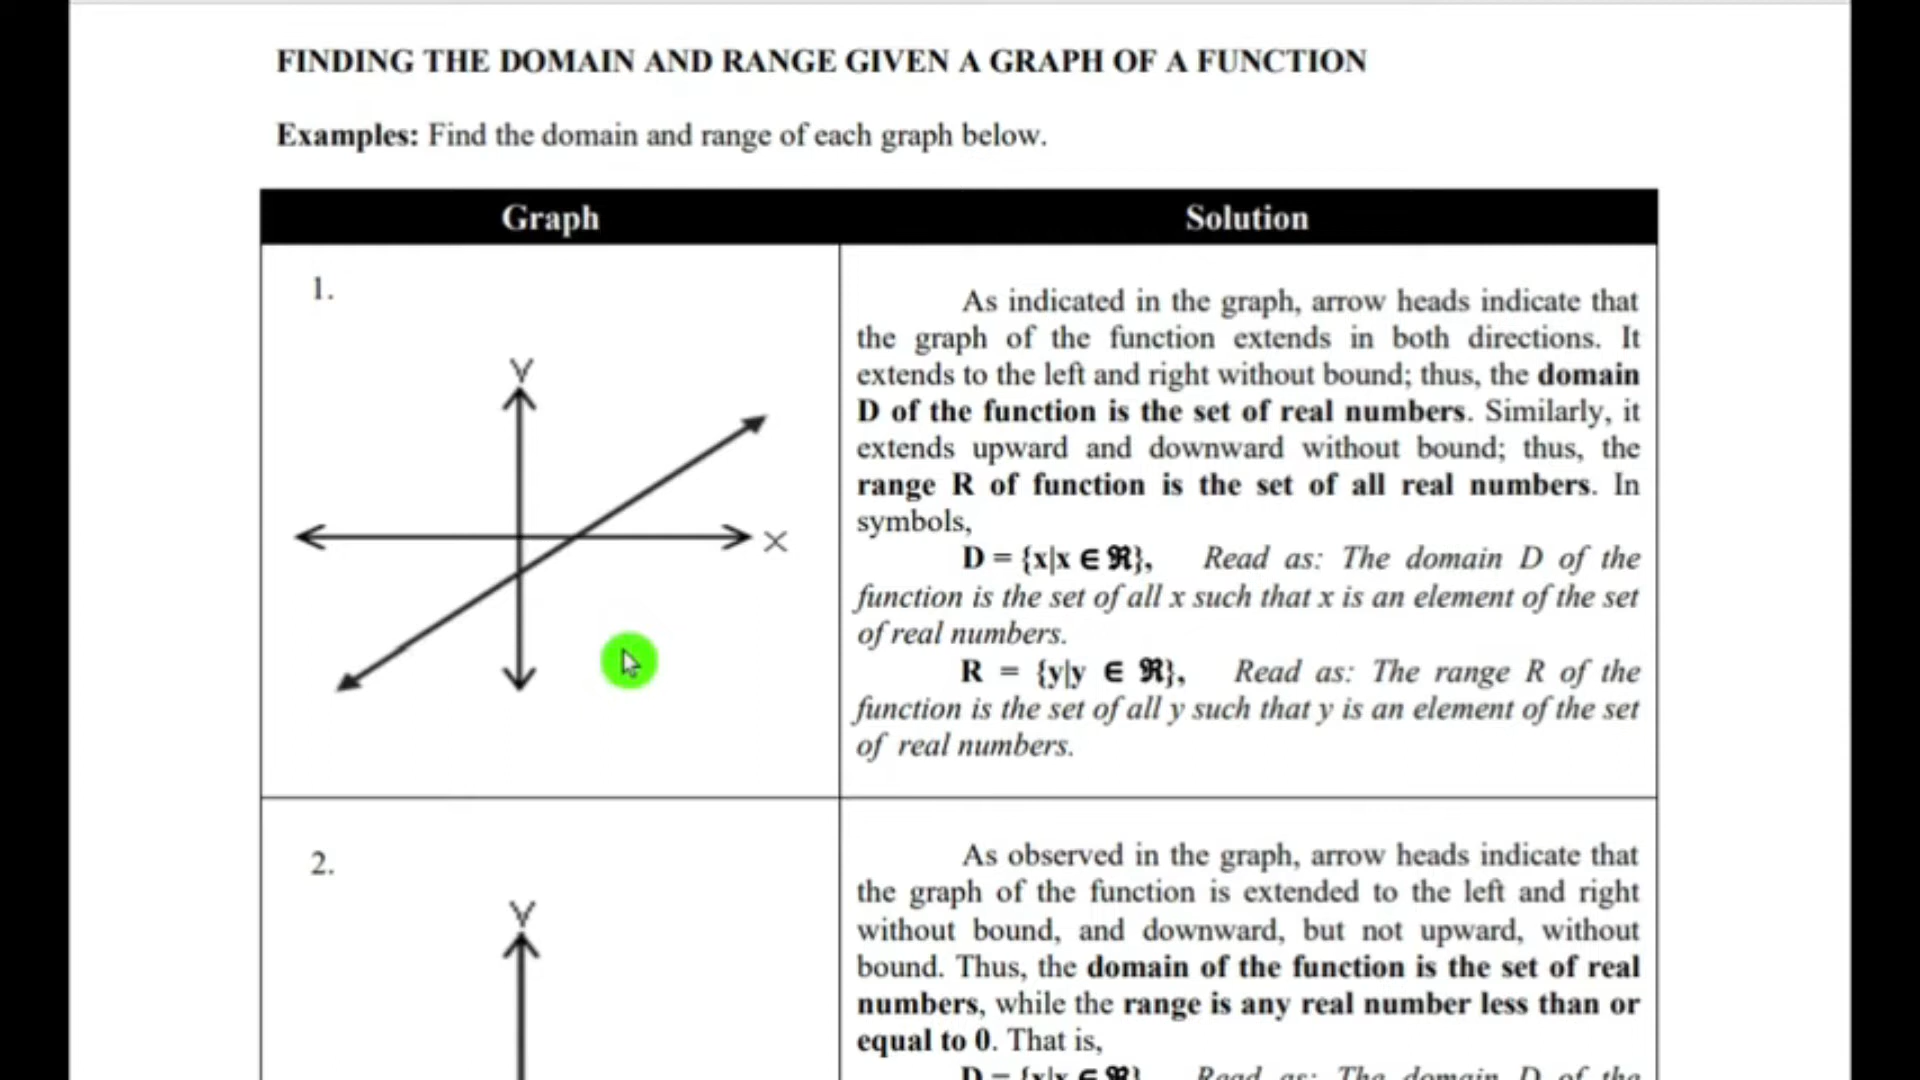 FINDING THE DOMAIN AND RANGE GIVEN A GRAPH OF A FUNCTION
Examples: Find the domain and range of each graph below.
Graph
Solution
1.
Y
X
As indicated in the graph, arrow heads indicate that
the graph of the function extends in both directions. It
extends to the left and right without bound; thus, the domain
D of the function is the set of real numbers. Similarly, it
extends upward and downward without bound; thus, the
range R of function is the set of all real numbers. In
symbols,
D = {x|x ∈ ℜ}, Read as: The domain D of the
function is the set of all x such that x is an element of the set
of real numbers.
R = {y|y ∈ ℜ}, Read as: The range R of the
function is the set of all y such that y is an element of the set
of real numbers.
2.
Y
As observed in the graph, arrow heads indicate that
the graph of the function is extended to the left and right
without bound, and downward, but not upward, without
bound. Thus, the domain of the function is the set of real
numbers, while the range is any real number less than or
equal to 0. That is,
D = {x|x ∈ ℜ} Read as: The domain D of the